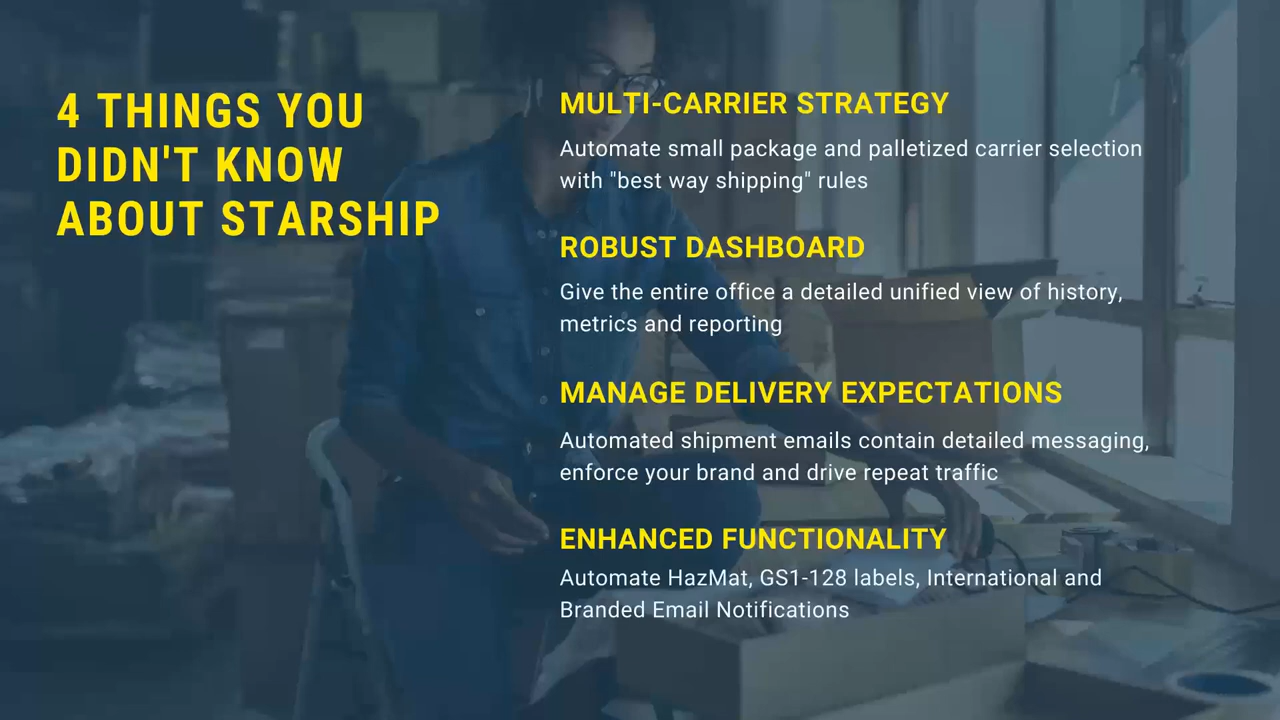 4 THINGS YOU
DIDN'T KNOW
ABOUT STARSHIP
MULTI-CARRIER STRATEGY
Automate small package and palletized carrier selection
with "best way shipping" rules
ROBUST DASHBOARD
Give the entire office a detailed unified view of history,
metrics and reporting
MANAGE DELIVERY EXPECTATIONS
Automated shipment emails contain detailed messaging,
enforce your brand and drive repeat traffic
ENHANCED FUNCTIONALITY
Automate HazMat, GS1-128 labels, International and
Branded Email Notifications